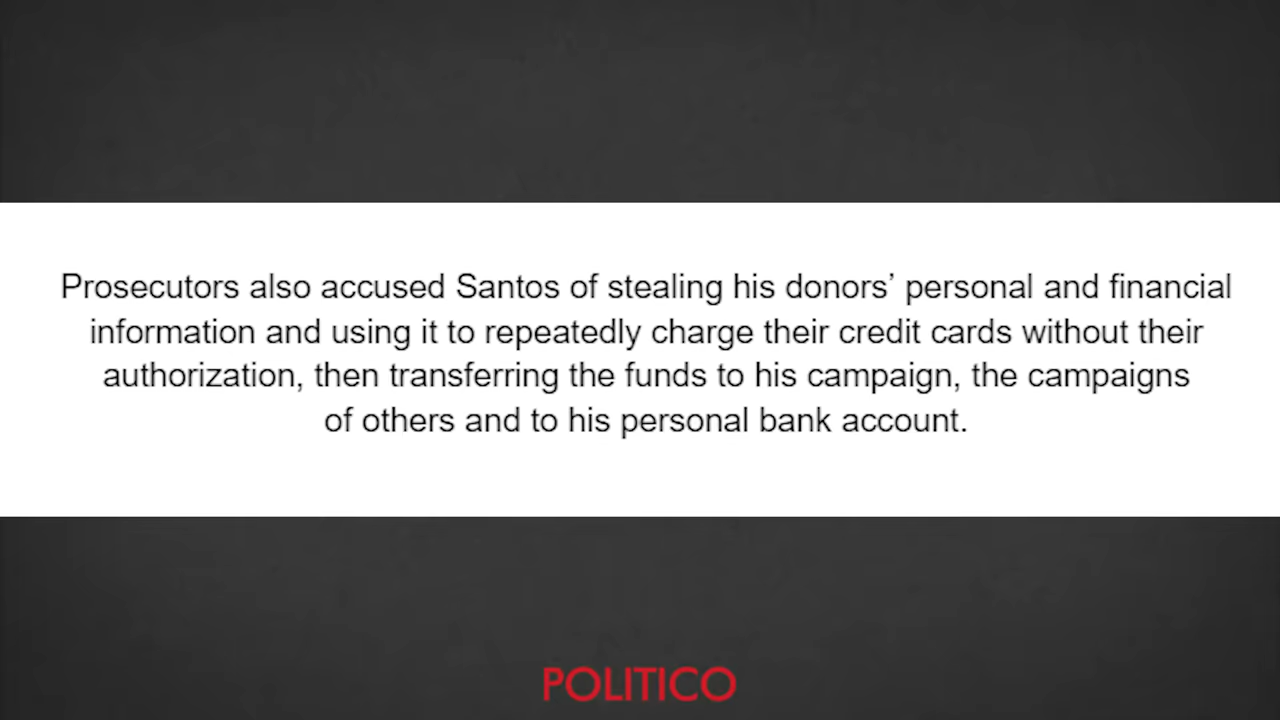 Prosecutors also accused Santos of stealing his donors’ personal and financial
information and using it to repeatedly charge their credit cards without their
authorization, then transferring the funds to his campaign, the campaigns
of others and to his personal bank account.
POLITICO